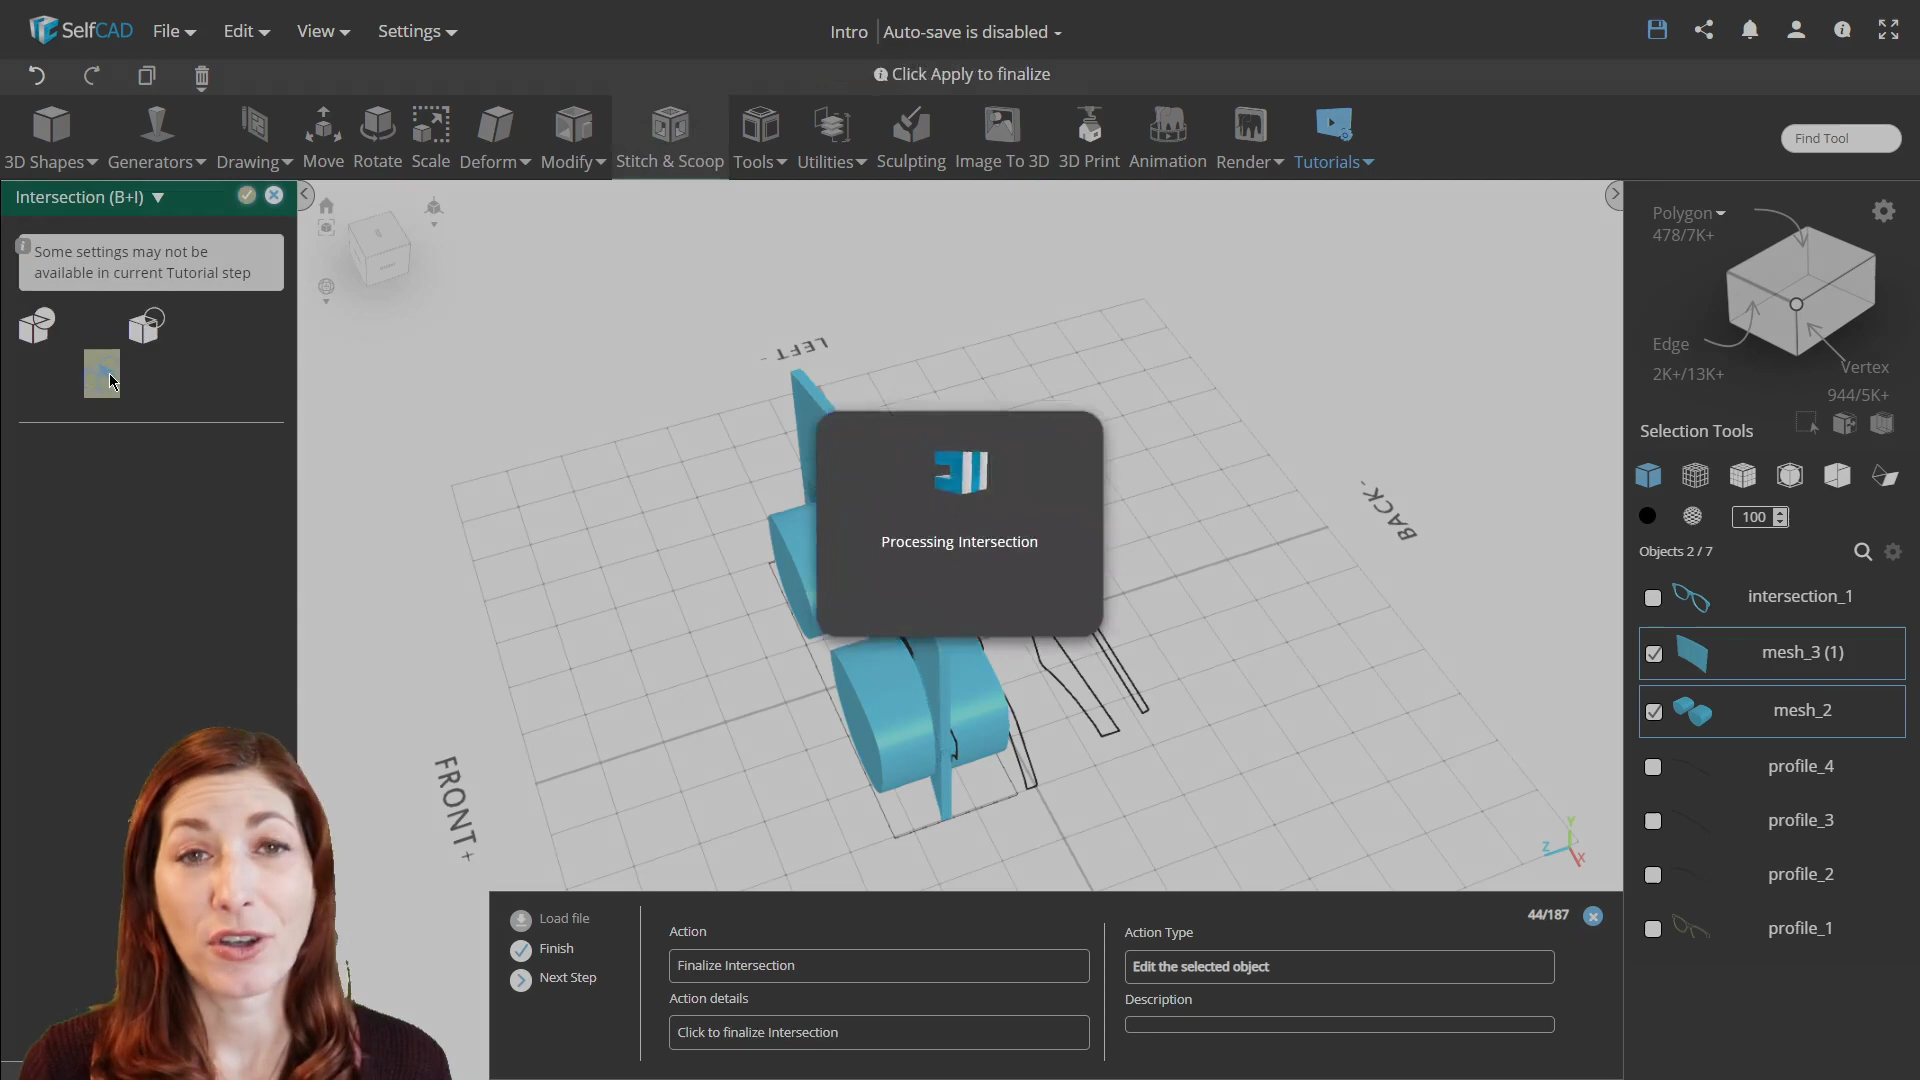 SelfCAD
File
Edit
View
Settings
Intro
Auto-save is disabled
Click Apply to finalize
3D Shapes
Generators
Drawing
Move
Rotate
Scale
Deform
Modify
Stitch & Scoop
Tools
Utilities
Sculpting
Image To 3D
3D Print
Animation
Render
Tutorials
Find Tool
Intersection (B+I)
Some settings may not be
available in current Tutorial step
LEFT -
BACK -
FRONT +
Processing Intersection
Y
Z
X
Polygon
478/7K+
Edge
2K+/13K+
Vertex
944/5K+
Selection Tools
100
Objects 2 / 7
intersection_1
mesh_3 (1)
mesh_2
profile_4
profile_3
profile_2
profile_1
Load file
Finish
Next Step
Action
Finalize Intersection
Action details
Click to finalize Intersection
44/187
Action Type
Edit the selected object
Description